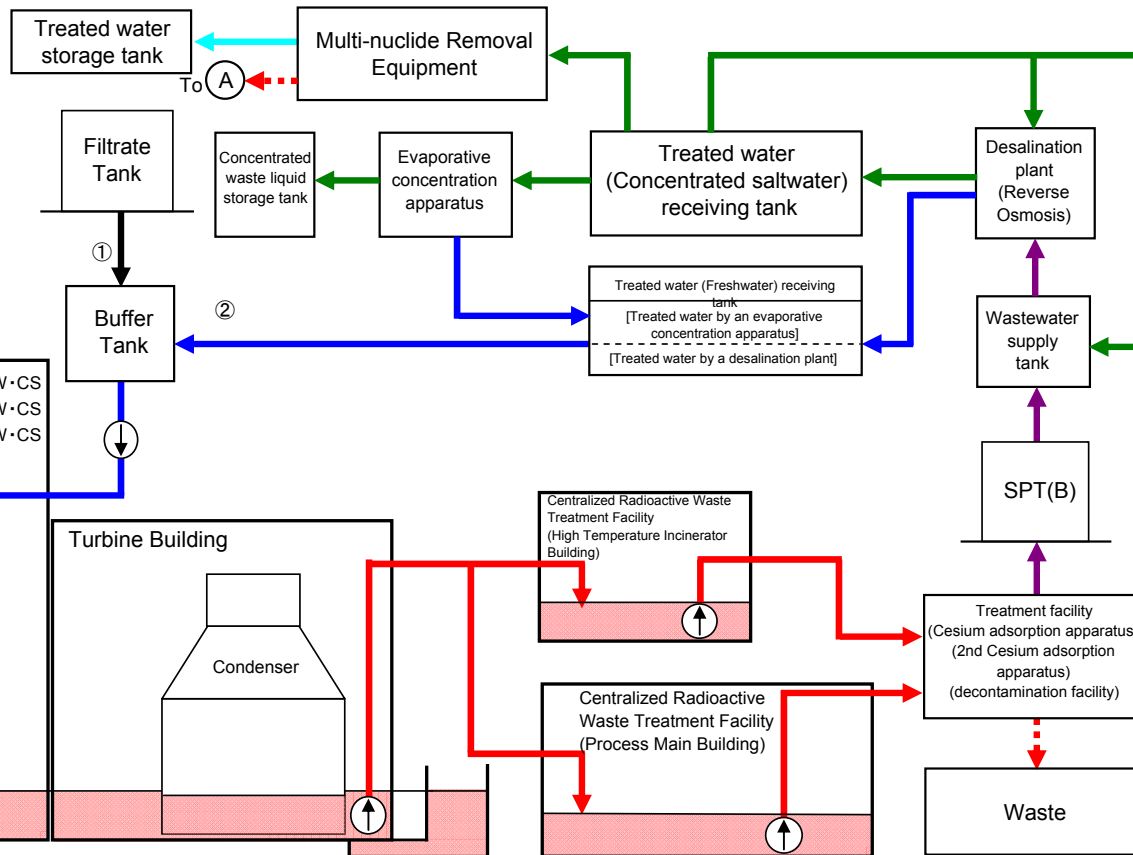 Treated water
storage tank
Multi-nuclide Removal
Equipment
To
A
Filtrate
Tank
Concentrated
waste liquid
storage tank
Evaporative
concentration
apparatus
Treated water
(Concentrated saltwater)
receiving tank
Desalination
plant
(Reverse
Osmosis)
①
②
Buffer
Tank
Treated water (Freshwater) receiving
tank
[Treated water by an evaporative
concentration apparatus]
[Treated water by a desalination plant]
Wastewater
supply
tank
W・CS
W・CS
W・CS
SPT(B)
Turbine Building
Condenser
Centralized Radioactive Waste
Treatment Facility
(High Temperature Incinerator
Building)
Treatment facility
(Cesium adsorption apparatus
(2nd Cesium adsorption
apparatus)
(decontamination facility)
Centralized Radioactive
Waste Treatment Facility
(Process Main Building)
Waste